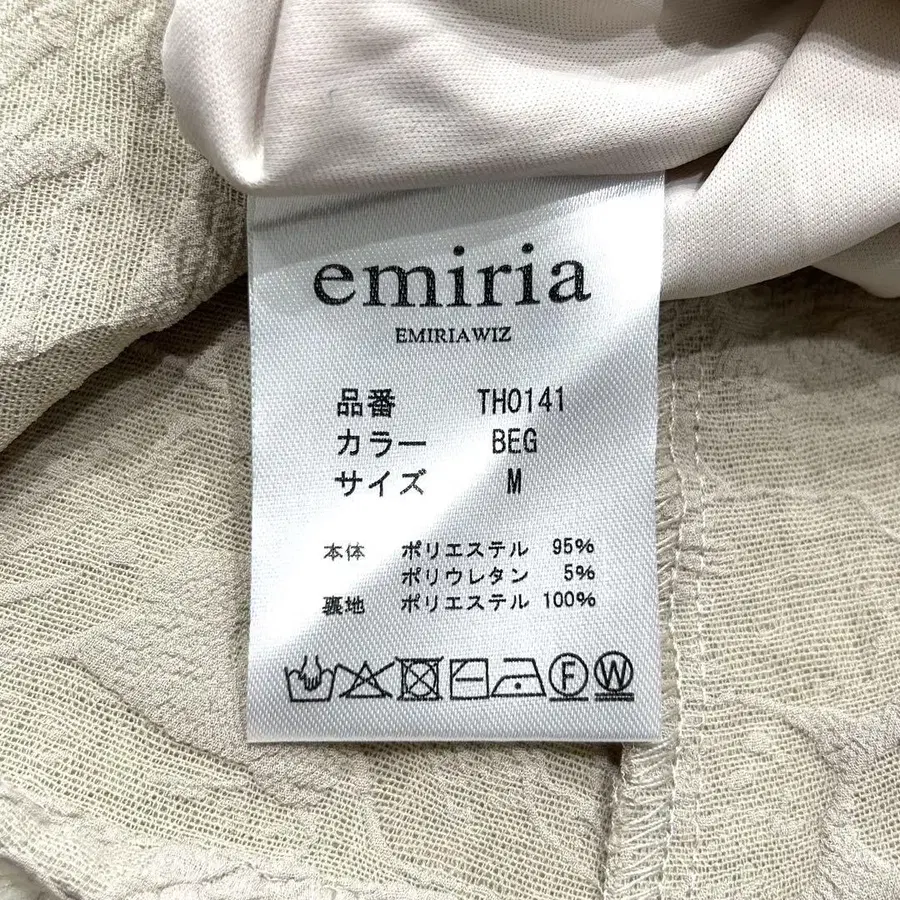 emiria
EMIRIAWIZ
品番 TH0141
カラー BEG
サイズ M
本体 ポリエステル 95%
ポリウレタン 5%
裏地 ポリエステル 100%
F W